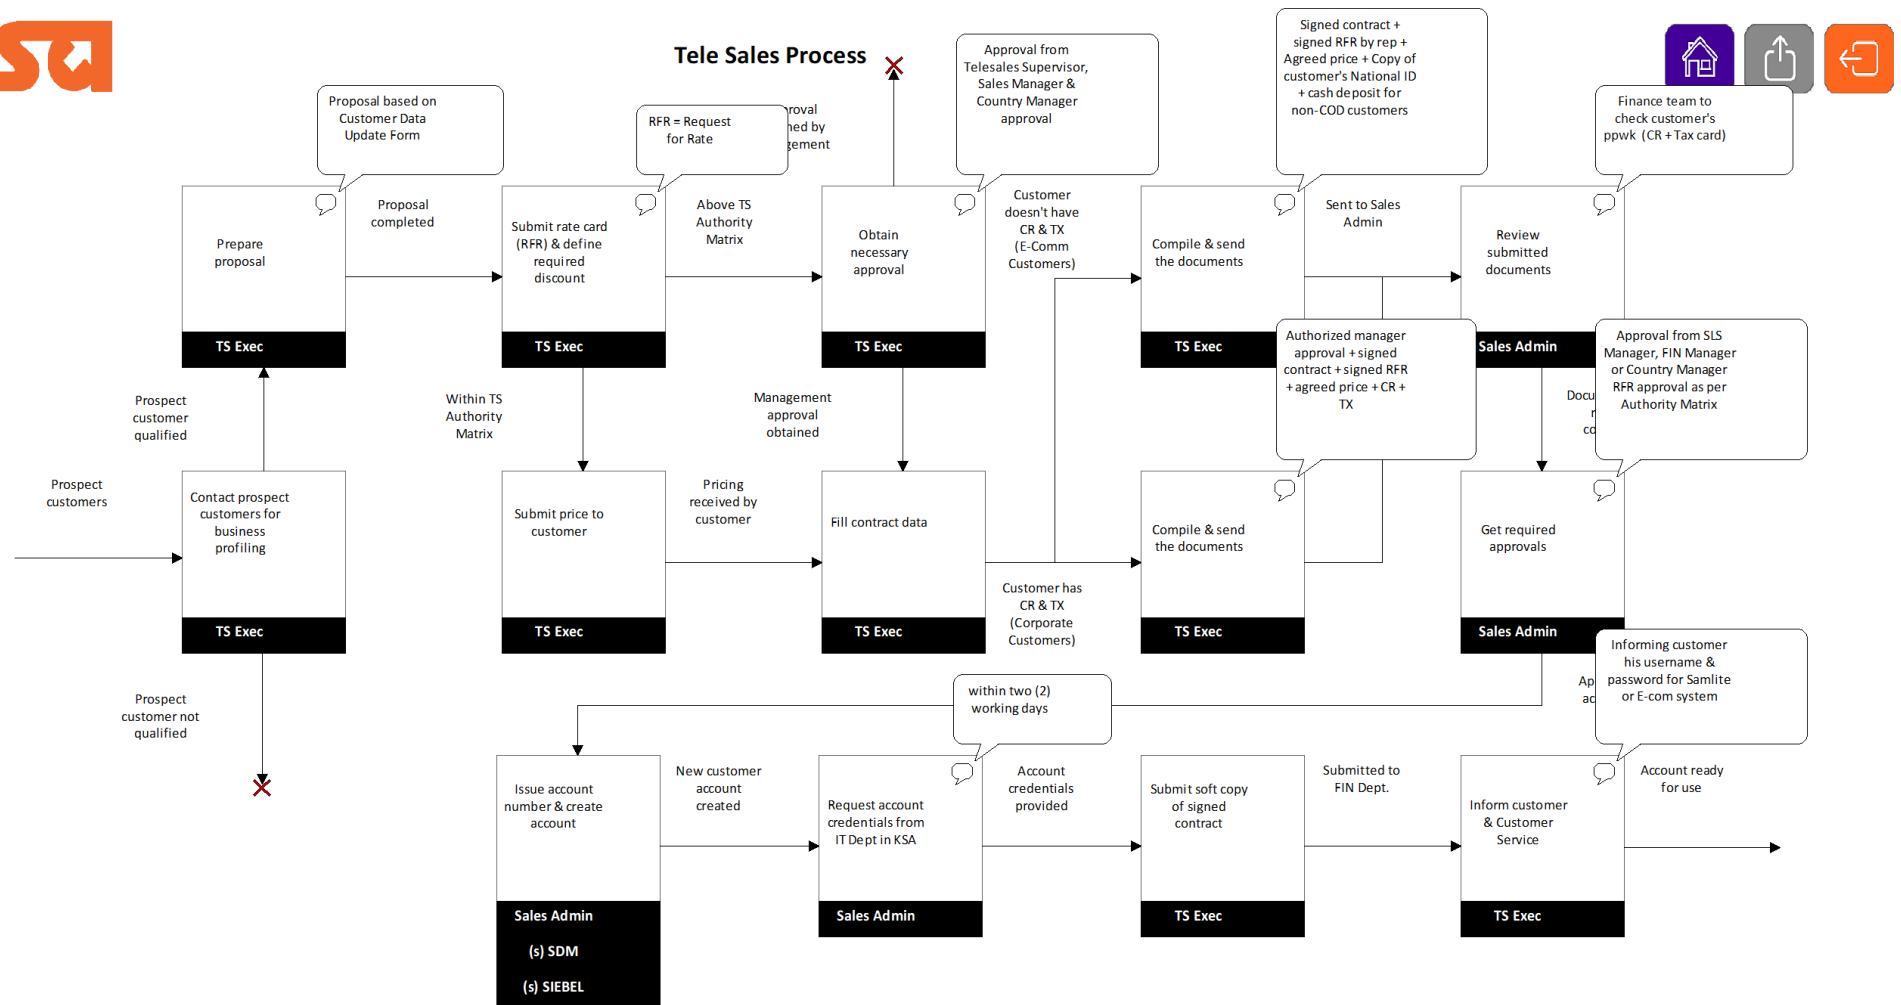 Tele Sales Process
Proposal based on
Customer Data
Update Form
RFR = Request
for Rate
Approval from
Telesales Supervisor,
Sales Manager &
Country Manager
approval
Signed contract +
signed RFR by rep +
Agreed price + Copy of
customer's National ID
+ cash deposit for
non-COD customers
Finance team to
check customer's
ppwk (CR + Tax card)
Prepare
proposal
TS Exec
Proposal
completed
Submit rate card
(RFR) & define
required
discount
TS Exec
Above TS
Authority
Matrix
Obtain
necessary
approval
TS Exec
Customer
doesn't have
CR & TX
(E-Comm
Customers)
Compile & send
the documents
TS Exec
Sent to Sales
Admin
Review
submitted
documents
Sales Admin
Prospect
customer
qualified
Within TS
Authority
Matrix
Management
approval
obtained
Authorized manager
approval + signed
contract + signed RFR
+ agreed price + CR +
TX
Approval from SLS
Manager, FIN Manager
or Country Manager
RFR approval as per
Authority Matrix
Prospect
customers
Contact prospect
customers for
business
profiling
TS Exec
Submit price to
customer
TS Exec
Pricing
received by
customer
Fill contract data
TS Exec
Customer has
CR & TX
(Corporate
Customers)
Compile & send
the documents
TS Exec
Get required
approvals
Sales Admin
Prospect
customer not
qualified
within two (2)
working days
Informing customer
his username &
password for Samlite
or E-com system
Issue account
number & create
account
Sales Admin
(s) SDM
(s) SIEBEL
New customer
account
created
Request account
credentials from
IT Dept in KSA
Sales Admin
Account
credentials
provided
Submit soft copy
of signed
contract
TS Exec
Submitted to
FIN Dept.
Inform customer
& Customer
Service
TS Exec
Account ready
for use